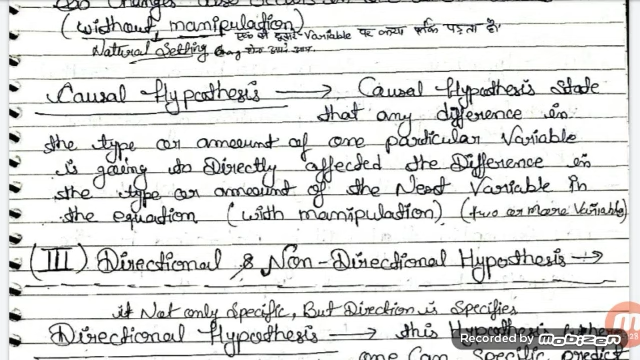 Changes
(without manipulation) एक का दूसरे variable पर क्या फर्क पड़ता है.
Natural Setting
Causal Hypothesis → Causal Hypothesis State
that any difference in
the type or amount of one particular Variable
is going to Directly affected the Difference in
the type or amount of the Next Variable in
the equation (with manipulation) (two or more Variable)
(III) Directional & Non-Directional Hypothesis →
it Not only Specific, But Direction is Specifies
Directional Hypothesis → this Hypothesis where
one Can Specific predict
Recorded by mobizen